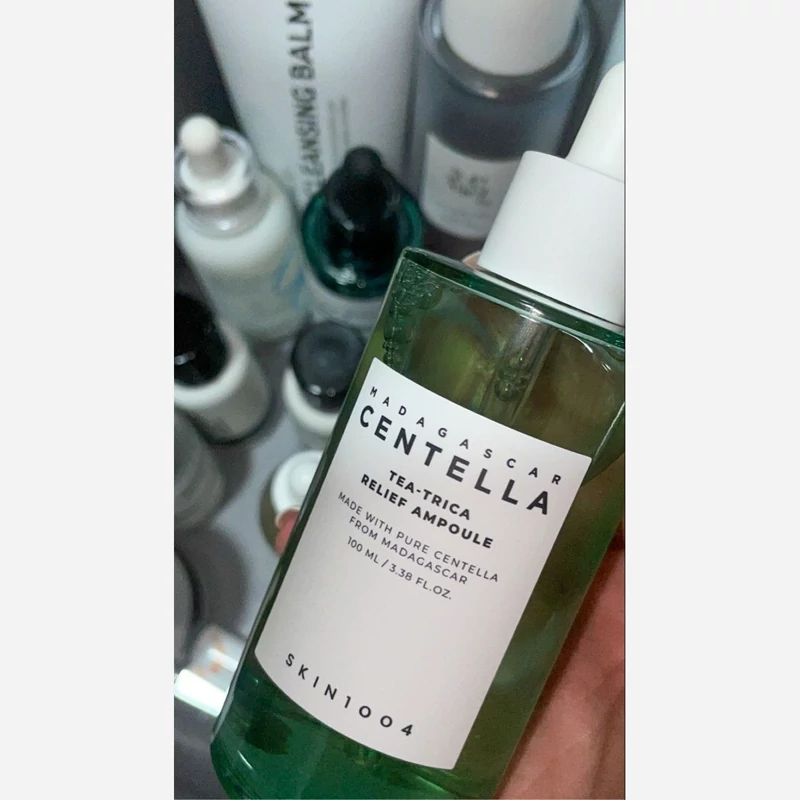 CLEANSING BALM
MADAGASCAR
CENTELLA
TEA-TRICA
RELIEF AMPOULE
MADE WITH PURE CENTELLA
FROM MADAGASCAR
100 ML / 3.38 FL.OZ.
SKIN1004